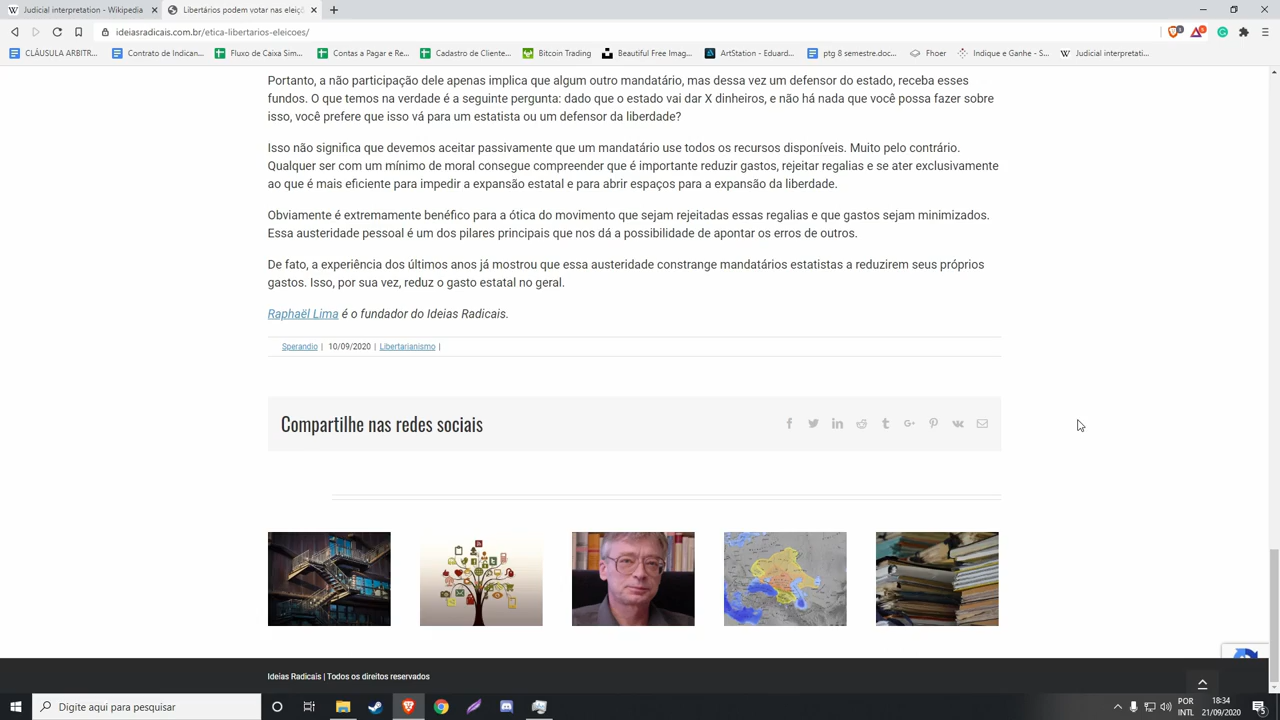 Judicial interpretation - Wikipedia
Libertários podem votar nas eleiç
ideiasradicais.com.br/etica-libertarios-eleicoes/
CLÁUSULA ARBITR...
Contrato de Indican...
Fluxo de Caixa Sim...
Contas a Pagar e Re...
Cadastro de Cliente...
Bitcoin Trading
Beautiful Free Imag...
ArtStation - Eduard...
ptg 8 semestre.doc...
Fhoer
Indique e Ganhe - S...
Judicial interpretati...
Portanto, a não participação dele apenas implica que algum outro mandatário, mas dessa vez um defensor do estado, receba esses
fundos. O que temos na verdade é a seguinte pergunta: dado que o estado vai dar X dinheiros, e não há nada que você possa fazer sobre
isso, você prefere que isso vá para um estatista ou um defensor da liberdade?
Isso não significa que devemos aceitar passivamente que um mandatário use todos os recursos disponíveis. Muito pelo contrário.
Qualquer ser com um mínimo de moral consegue compreender que é importante reduzir gastos, rejeitar regalias e se ater exclusivamente
ao que é mais eficiente para impedir a expansão estatal e para abrir espaços para a expansão da liberdade.
Obviamente é extremamente benéfico para a ótica do movimento que sejam rejeitadas essas regalias e que gastos sejam minimizados.
Essa austeridade pessoal é um dos pilares principais que nos dá a possibilidade de apontar os erros de outros.
De fato, a experiência dos últimos anos já mostrou que essa austeridade constrange mandatários estatistas a reduzirem seus próprios
gastos. Isso, por sua vez, reduz o gasto estatal no geral.
Raphaël Lima é o fundador do Ideias Radicais.
Sperandio | 10/09/2020 | Libertarianismo |
Compartilhe nas redes sociais
Ideias Radicais | Todos os direitos reservados
Digite aqui para pesquisar
POR
INTL
18:34
21/09/2020